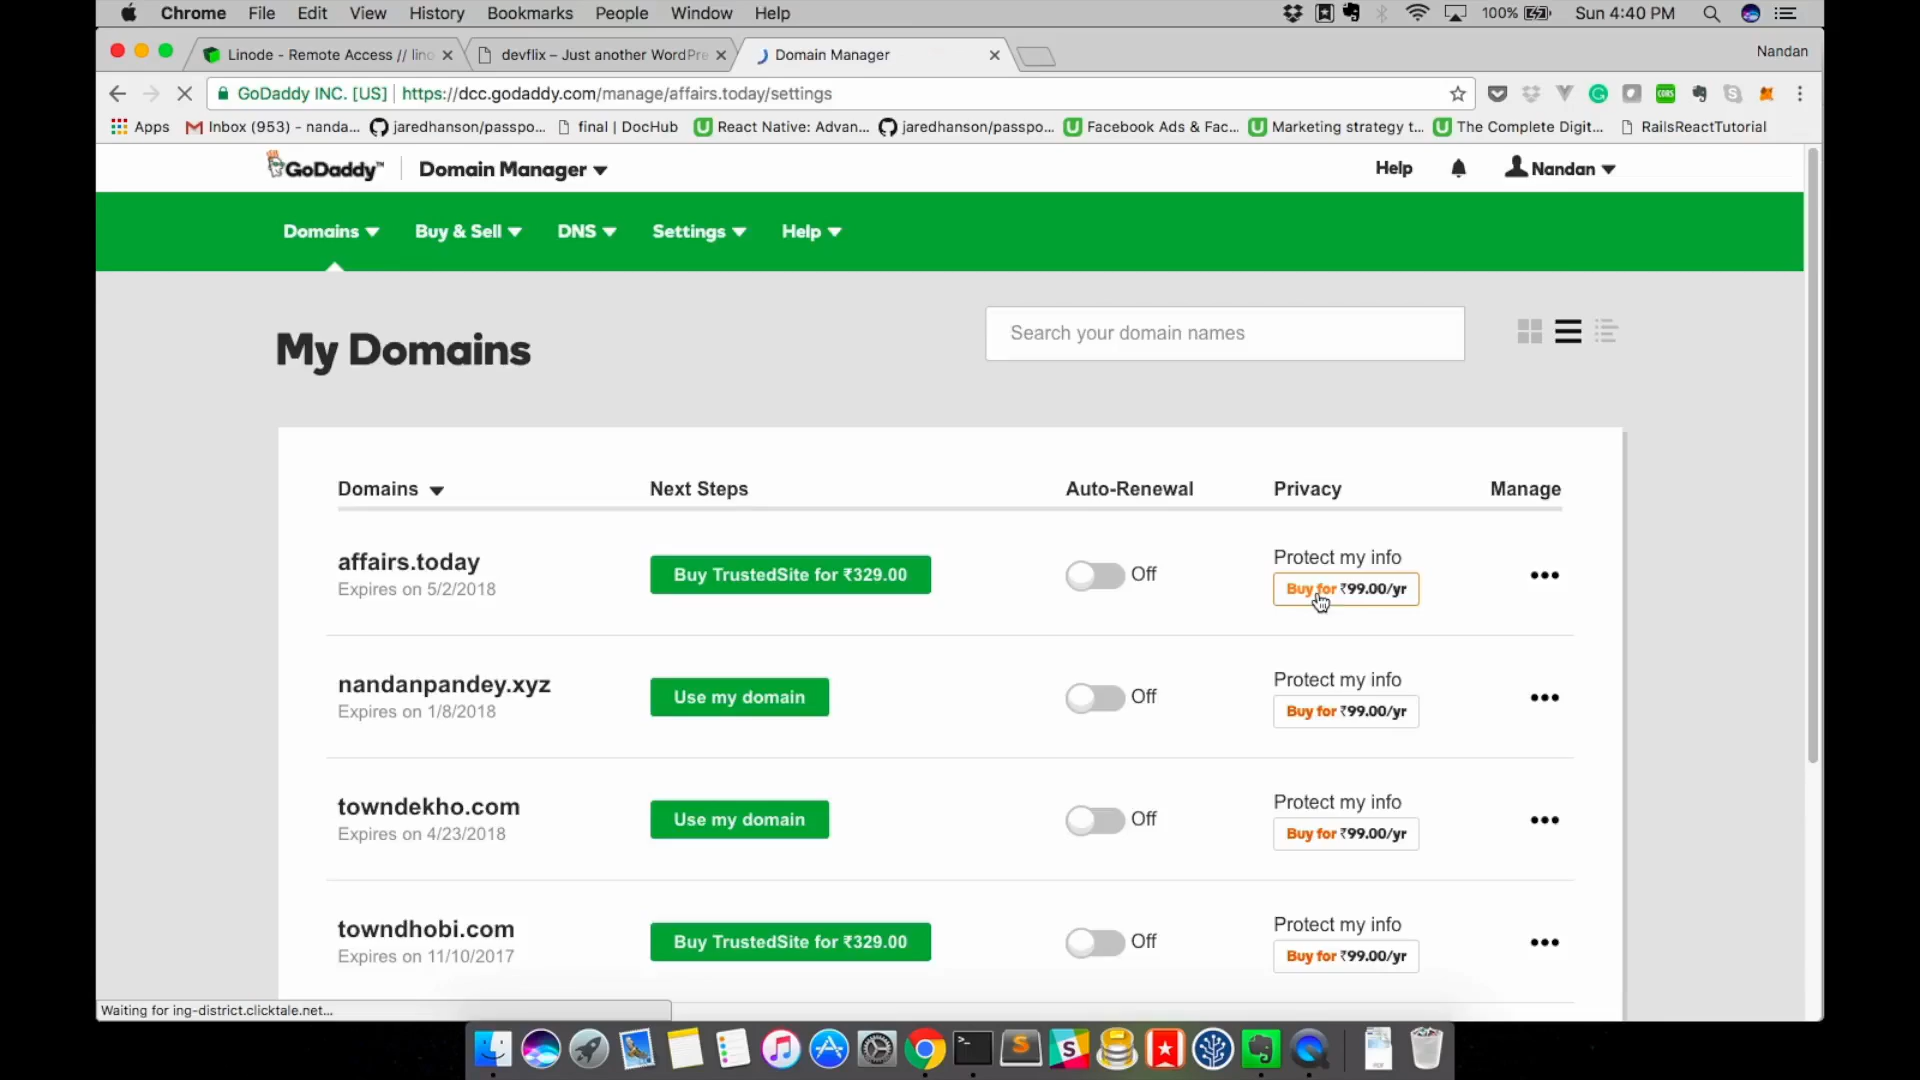 Chrome File Edit View History Bookmarks People Window Help 100% Sun 4:40 PM
Linode - Remote Access // lino devflix – Just another WordPre Domain Manager Nandan
GoDaddy INC. [US] https://dcc.godaddy.com/manage/affairs.today/settings
Apps Inbox (953) - nanda... jaredhanson/passpo... final | DocHub React Native: Advan... jaredhanson/passpo... Facebook Ads & Fac... Marketing strategy t... The Complete Digit... RailsReactTutorial
GoDaddy™ Domain Manager Help Nandan
Domains Buy & Sell DNS Settings Help
My Domains Search your domain names
Domains Next Steps Auto-Renewal Privacy Manage
affairs.today
Expires on 5/2/2018
Buy TrustedSite for ₹329.00 Off
Protect my info
Buy for ₹99.00/yr
nandanpandey.xyz
Expires on 1/8/2018
Use my domain Off
Protect my info
Buy for ₹99.00/yr
towndekho.com
Expires on 4/23/2018
Use my domain Off
Protect my info
Buy for ₹99.00/yr
towndhobi.com
Expires on 11/10/2017
Buy TrustedSite for ₹329.00 Off
Protect my info
Buy for ₹99.00/yr
Waiting for ing-district.clicktale.net...